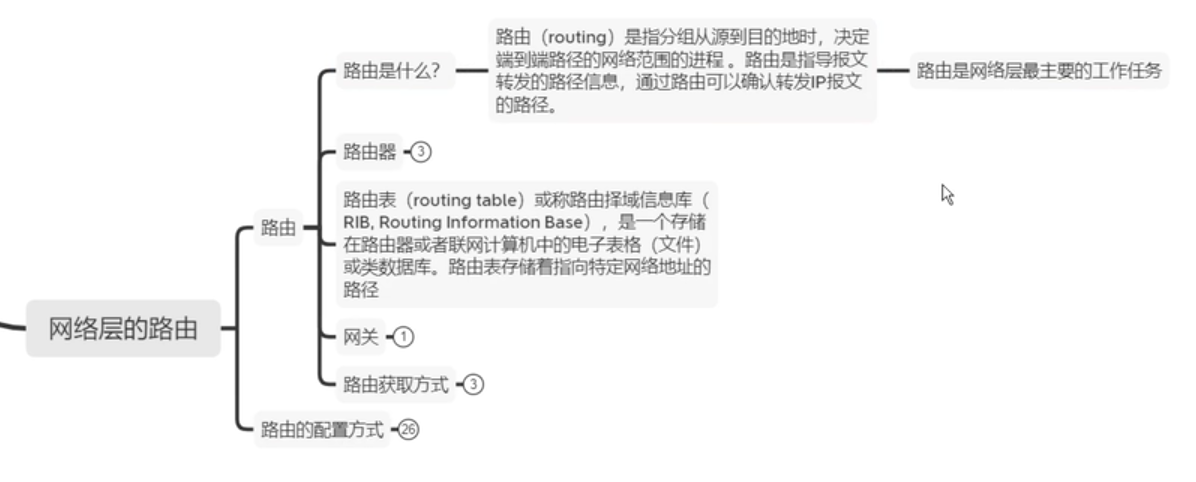 路由（routing）是指分组从源到目的地时，决定
端到端路径的网络范围的进程 。路由是指导报文
转发的路径信息，通过路由可以确认转发IP报文
的路径。
路由是什么？
路由是网络层最主要的工作任务
路由器
3
路由表（routing table）或称路由择域信息库（
RIB, Routing Information Base），是一个存储
在路由器或者联网计算机中的电子表格（文件）
或类数据库。路由表存储着指向特定网络地址的
路径
路由
网络层的路由
网关
1
路由获取方式
3
路由的配置方式
26